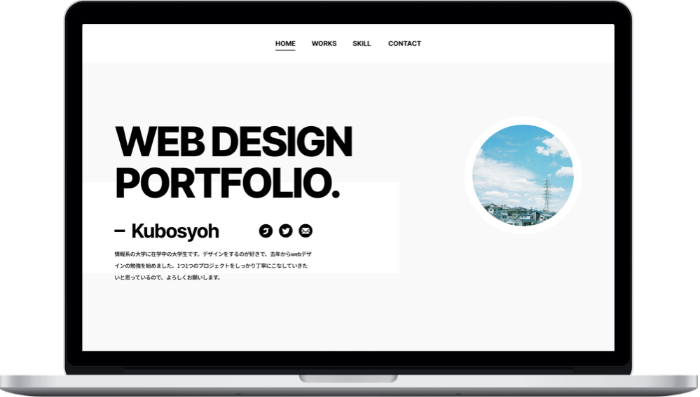 HOME WORKS SKILL CONTACT
WEB DESIGN
PORTFOLIO.
– Kubosyoh
情報系の大学に在学中の大学生です。デザインをするのが好きで、去年からwebデザ
インの勉強を始めました。1つ1つのプロジェクトをしっかり丁寧にこなしていきた
いと思っているので、よろしくお願いします。